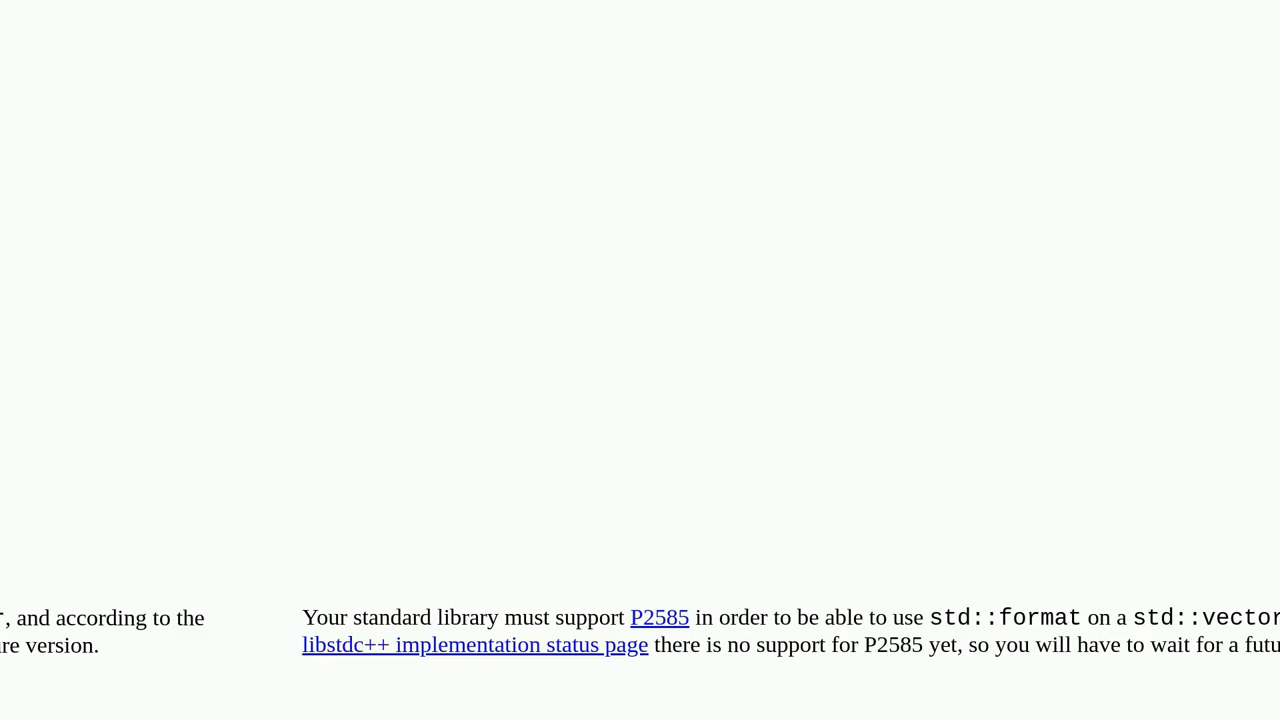 , and according to the
re version.
Your standard library must support P2585 in order to be able to use std::format on a std::vector
libstdc++ implementation status page there is no support for P2585 yet, so you will have to wait for a futu